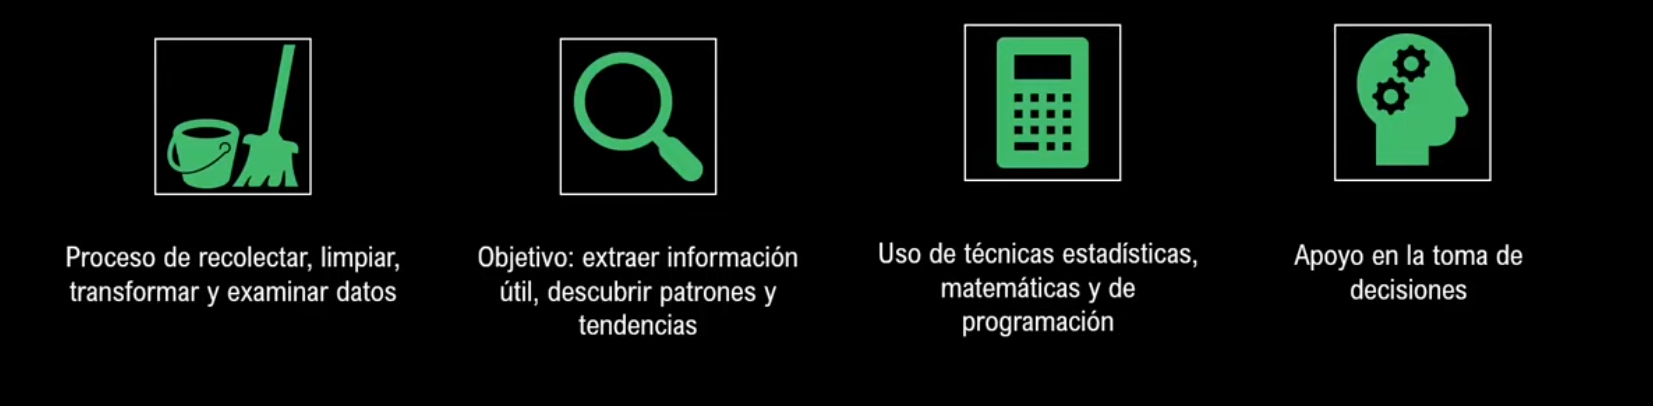 Proceso de recolectar, limpiar,
transformar y examinar datos
Objetivo: extraer información
útil, descubrir patrones y
tendencias
Uso de técnicas estadísticas,
matemáticas y de
programación
Apoyo en la toma de
decisiones